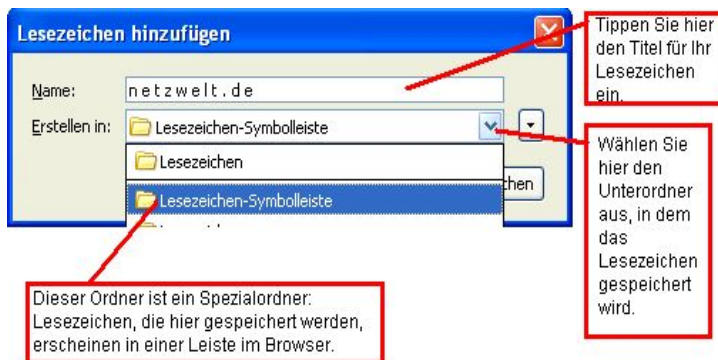 Lesezeichen hinzufügen
Name:
netzwelt.de
Erstellen in:
Lesezeichen-Symbolleiste
Lesezeichen
Lesezeichen-Symbolleiste
Tippen Sie hier
den Titel für Ihr
Lesezeichen
ein.
Wählen Sie
hier den
Unterordner
aus, in dem
das
Lesezeichen
gespeichert
wird.
Dieser Ordner ist ein Spezialordner:
Lesezeichen, die hier gespeichert werden,
erscheinen in einer Leiste im Browser.